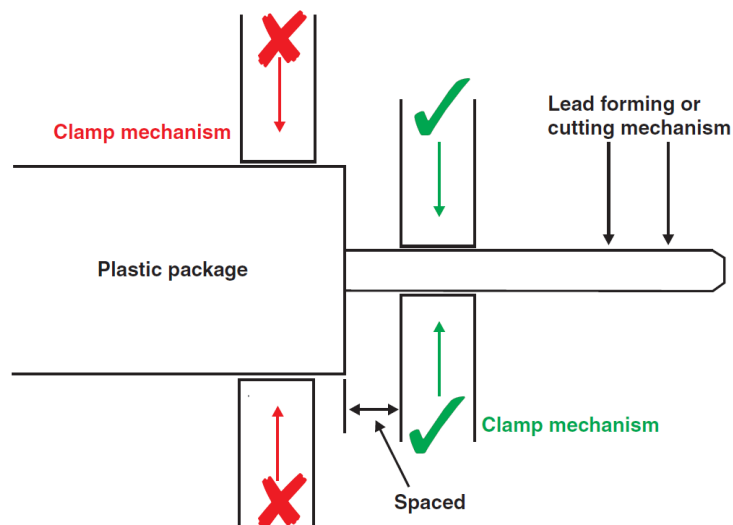 Clamp mechanism
Lead forming or
cutting mechanism
Plastic package
Clamp mechanism
Spaced